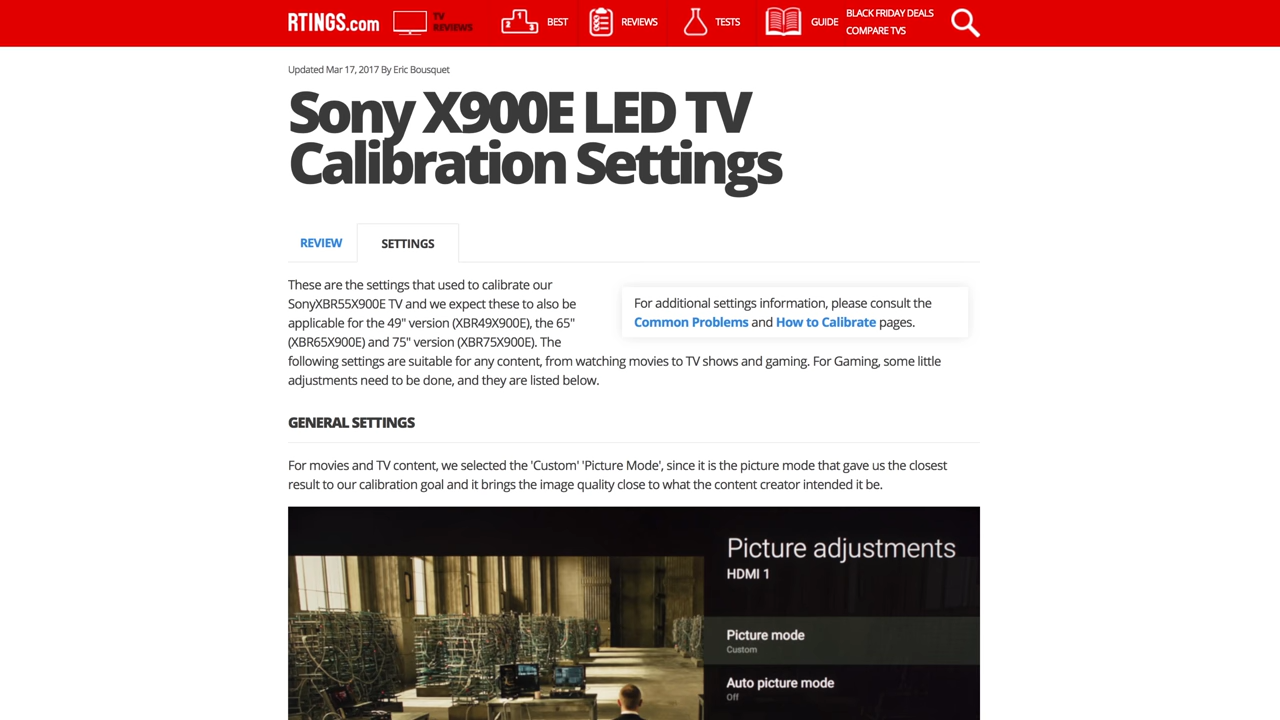 RTINGS.com
TV
REVIEWS
BEST
REVIEWS
TESTS
GUIDE
BLACK FRIDAY DEALS
COMPARE TVS
Updated Mar 17, 2017 By Eric Bousquet
Sony X900E LED TV
Calibration Settings
REVIEW
SETTINGS
These are the settings that used to calibrate our
SonyXBR55X900E TV and we expect these to also be
applicable for the 49" version (XBR49X900E), the 65"
(XBR65X900E) and 75" version (XBR75X900E). The
following settings are suitable for any content, from watching movies to TV shows and gaming. For Gaming, some little
adjustments need to be done, and they are listed below.
For additional settings information, please consult the
Common Problems and How to Calibrate pages.
GENERAL SETTINGS
For movies and TV content, we selected the 'Custom' 'Picture Mode', since it is the picture mode that gave us the closest
result to our calibration goal and it brings the image quality close to what the content creator intended it be.
Picture adjustments
HDMI 1
Picture mode
Custom
Auto picture mode
Off